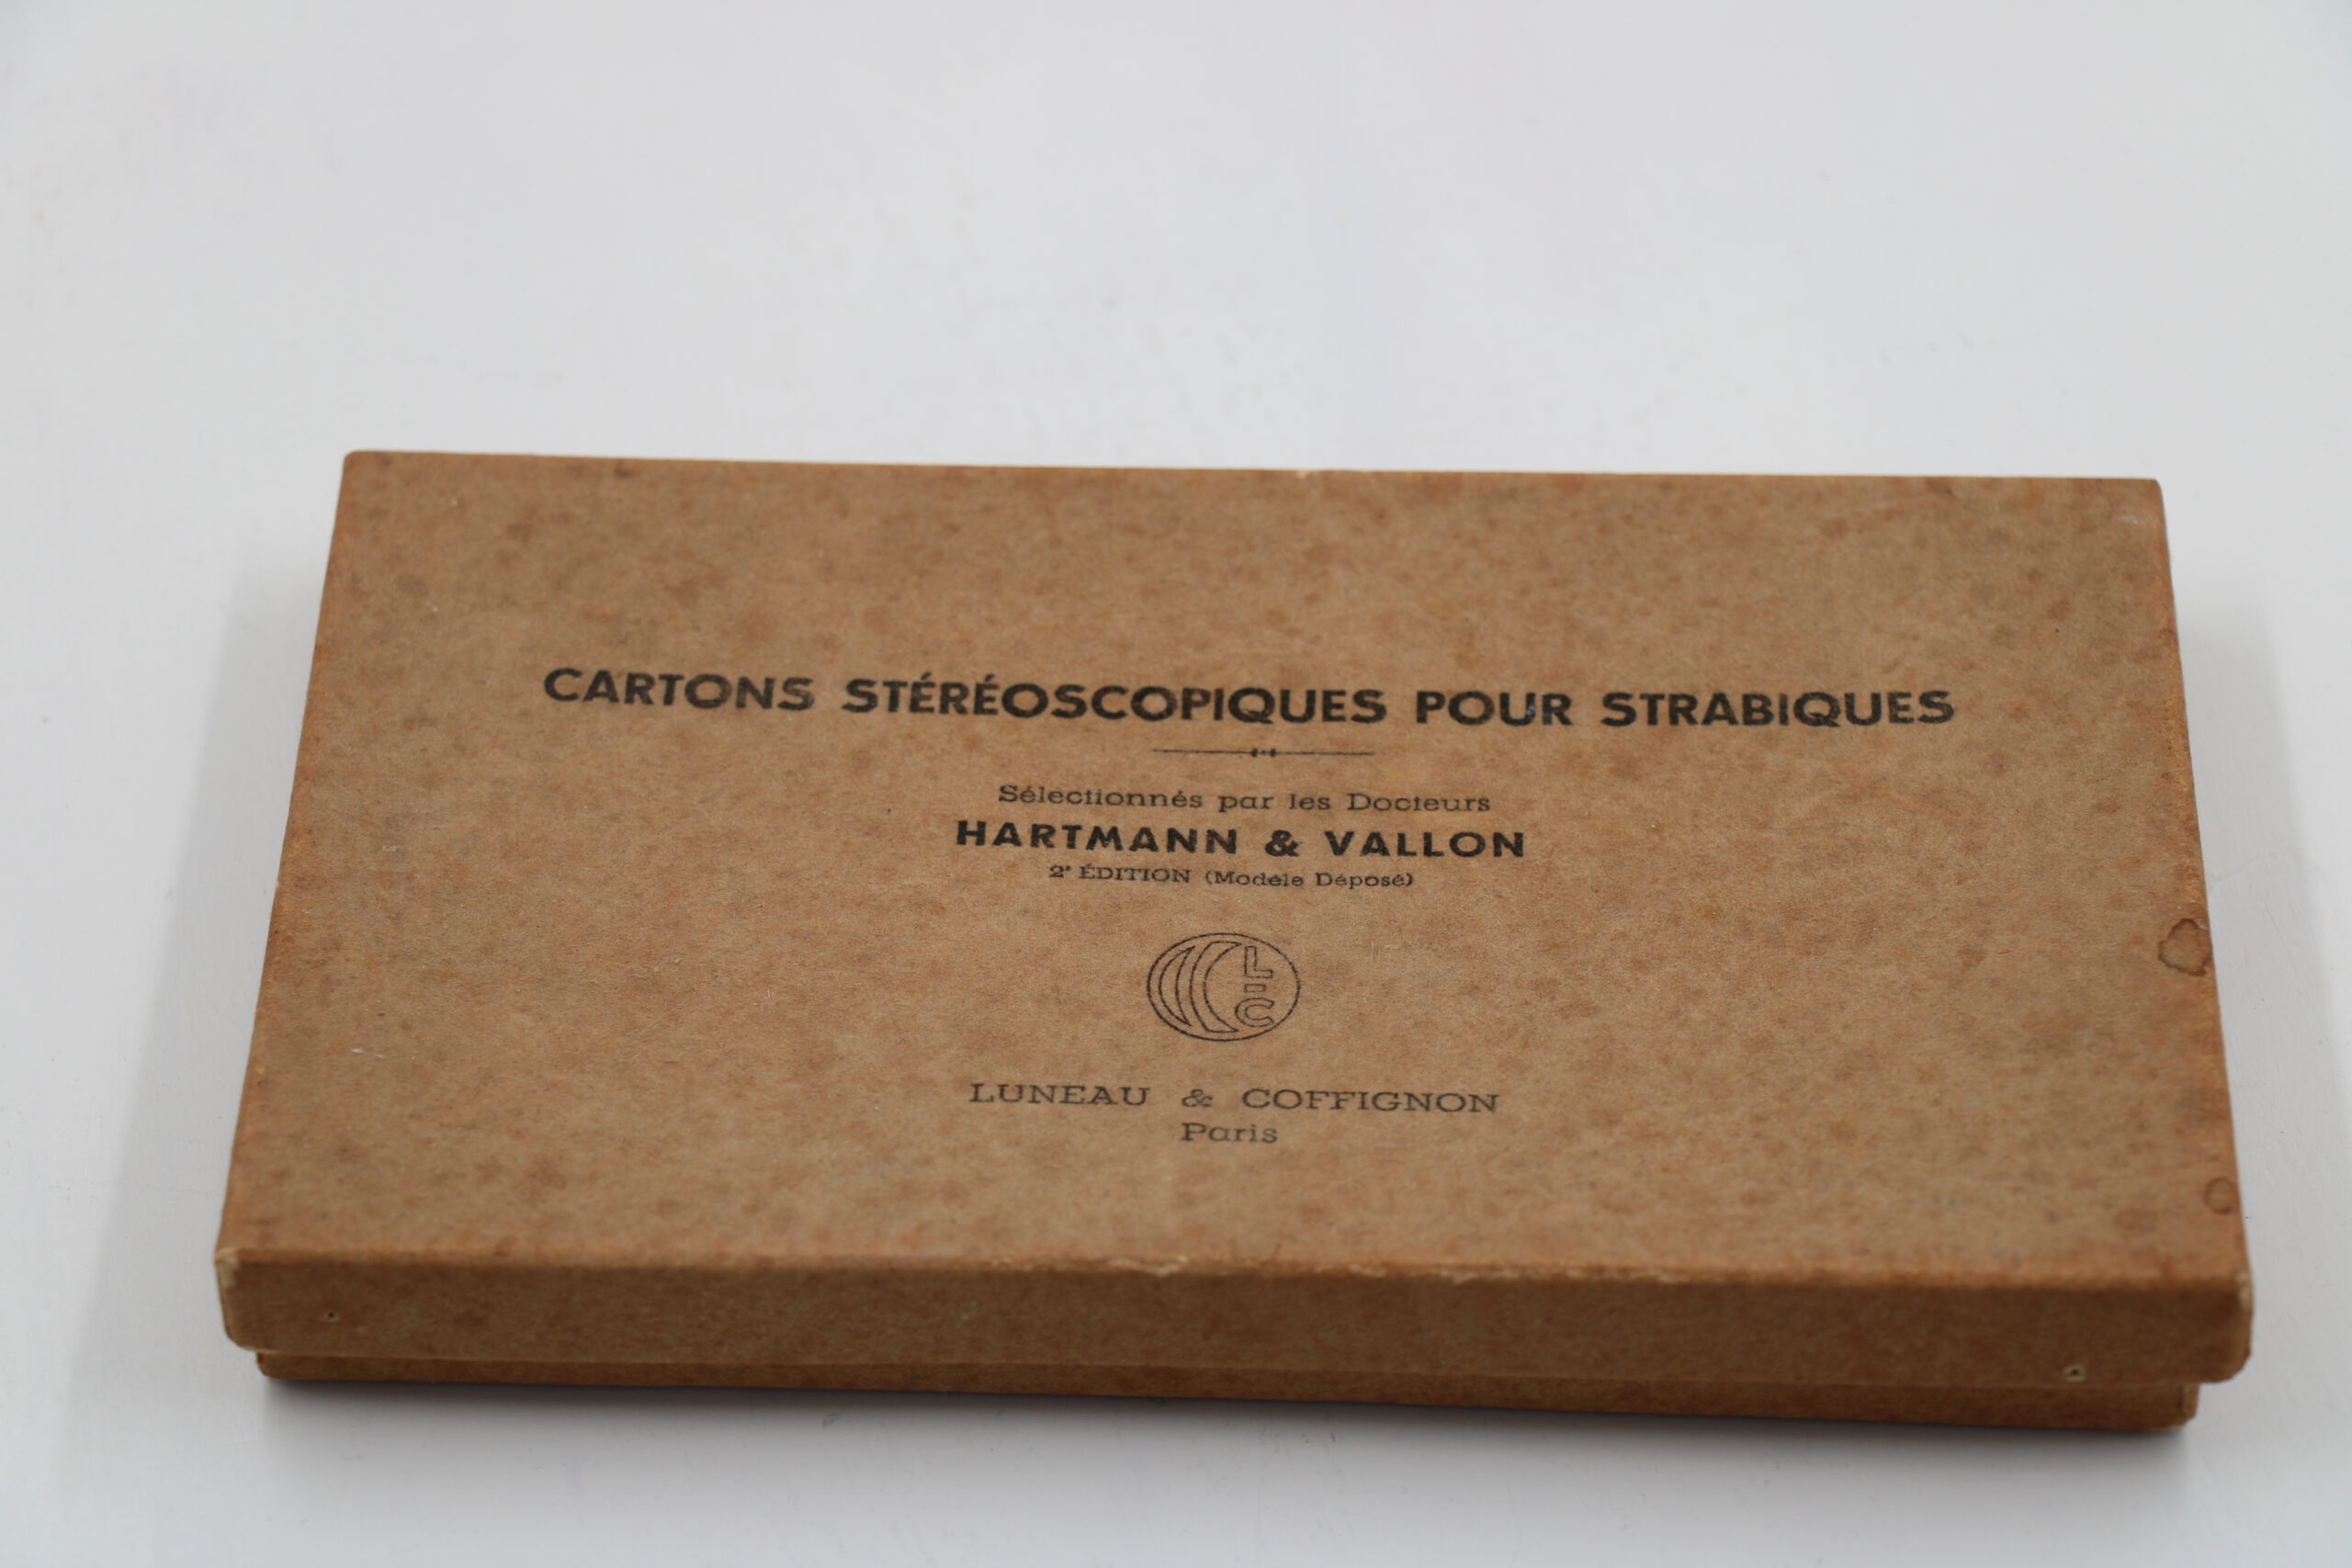 CARTONS STÉRÉOSCOPIQUES POUR STRABIQUES
Sélectionnés par les Docteurs
HARTMANN & VALLON
2ᵉ ÉDITION (Modèle Déposé)
L
E
C
LUNEAU & COFFIGNON
Paris